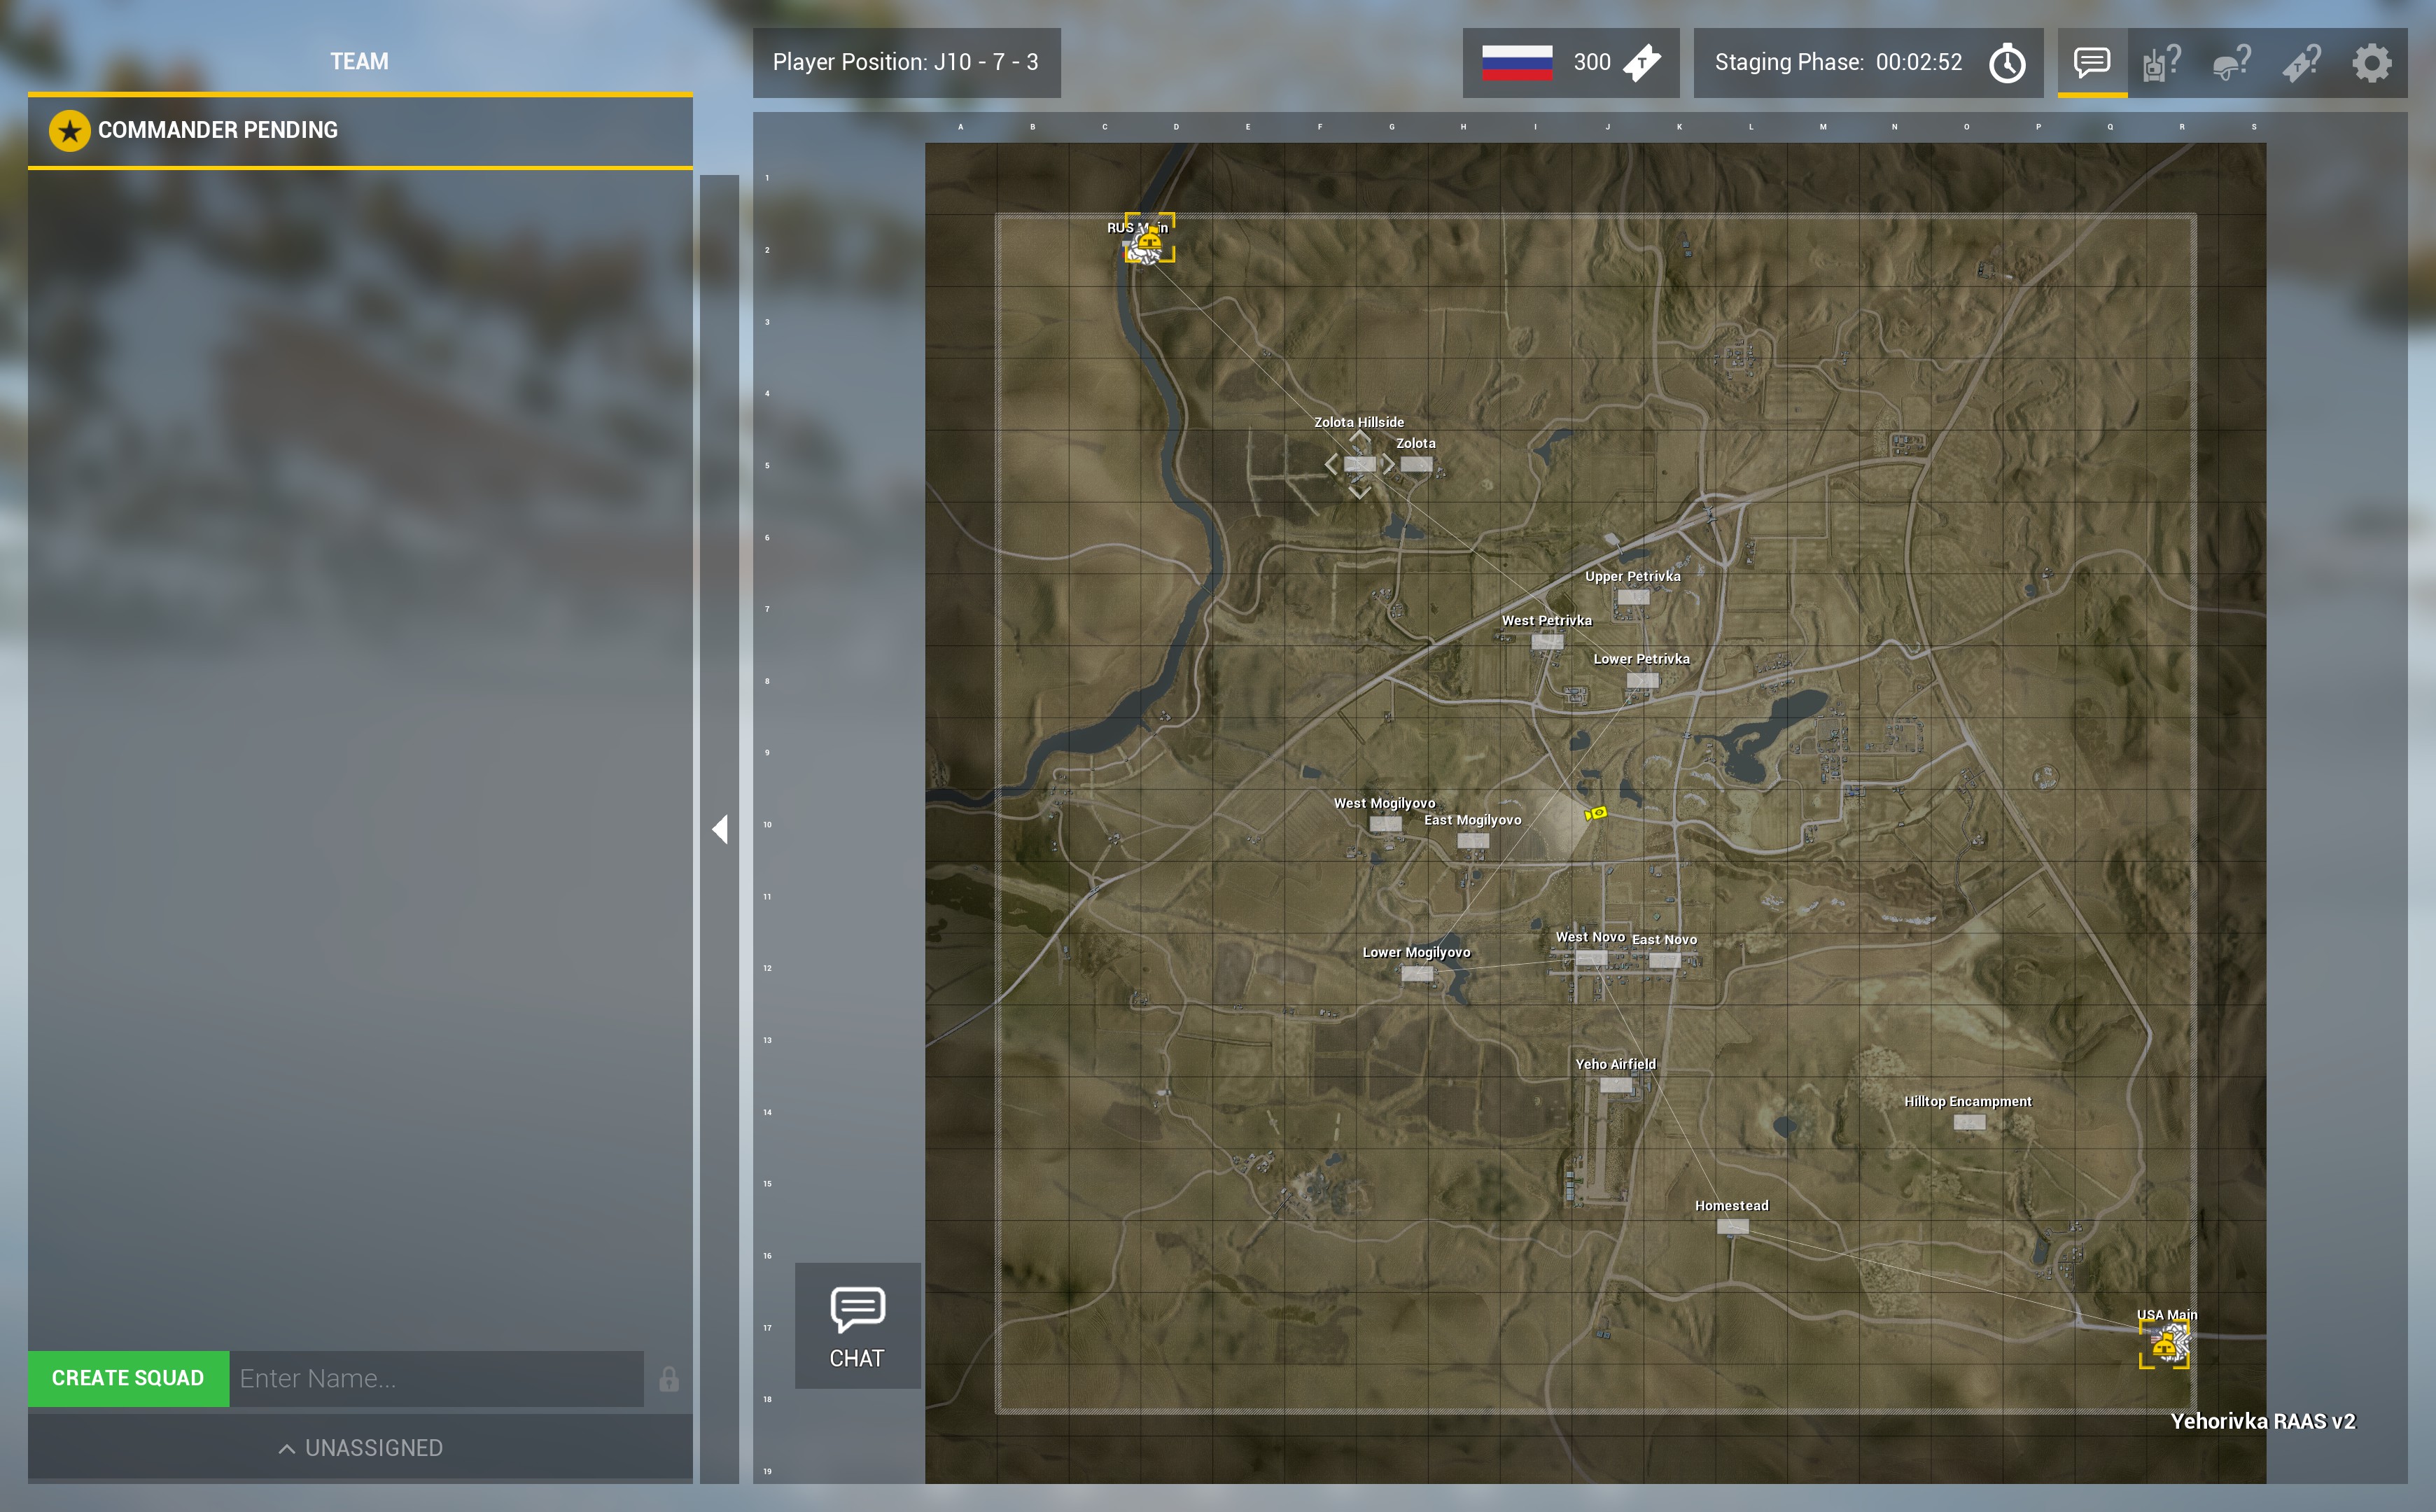 TEAM
Player Position: J10 - 7 - 3
300
T
Staging Phase: 00:02:52
? ? T ?
COMMANDER PENDING
A B C D E F G H I J K L M N O P Q R S
1
2
3
4
5
6
7
8
9
10
11
12
13
14
15
16
17
18
19
RUS Main
Zolota Hillside
Zolota
Upper Petrivka
West Petrivka
Lower Petrivka
West Mogilyovo
East Mogilyovo
West Novo
East Novo
Lower Mogilyovo
Yeho Airfield
Hilltop Encampment
Homestead
USA Main
CHAT
CREATE SQUAD
Enter Name...
UNASSIGNED
Yehorivka RAAS v2